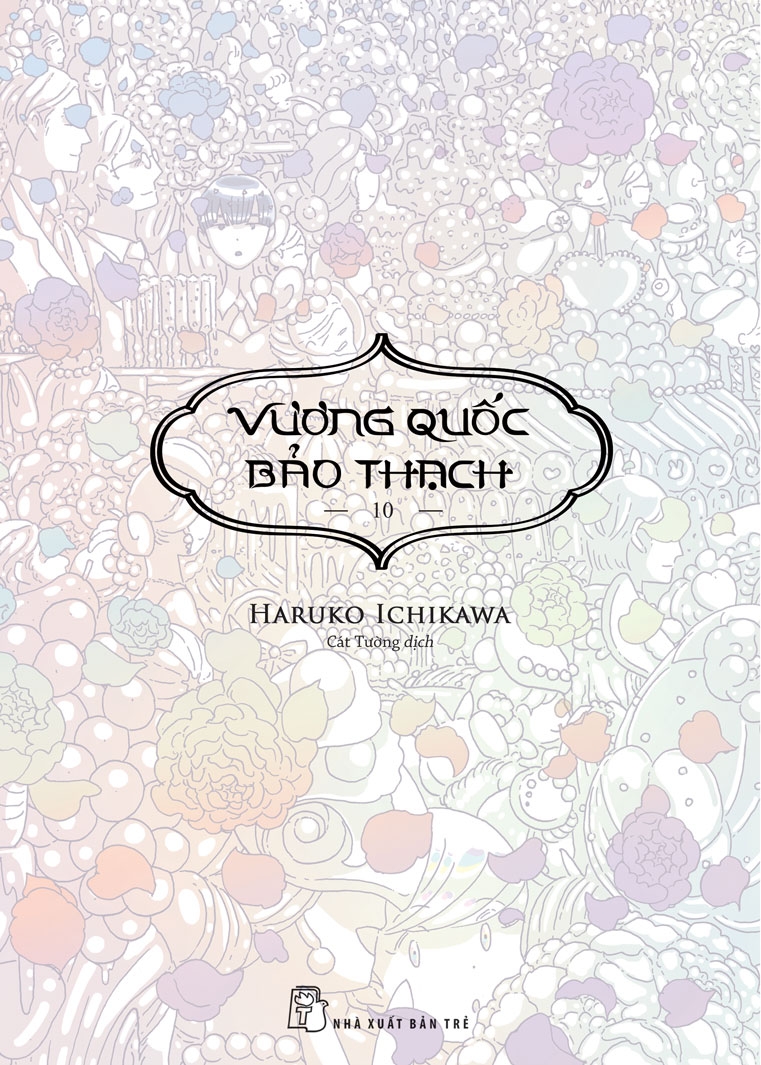 VƯƠNG QUỐC
BẢO THẠCH
— 10 —
HARUKO ICHIKAWA
Cát Tường dịch
NHÀ XUẤT BẢN TRẺ